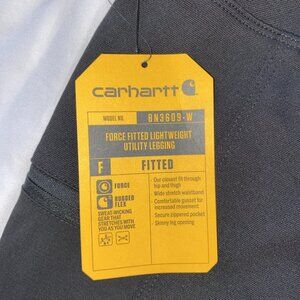 carhartt
MODEL NO. BN3609-W
FORCE FITTED LIGHTWEIGHT
UTILITY LEGGING
F FITTED
FORCE
RUGGED
FLEX
SWEAT-WICKING
GEAR THAT
STRETCHES WITH
YOU AS YOU MOVE
Our closest fit through
hip and thigh
Wide stretch waistband
Comfortable gusset for
increased movement
Secure zippered pocket
Skinny leg opening